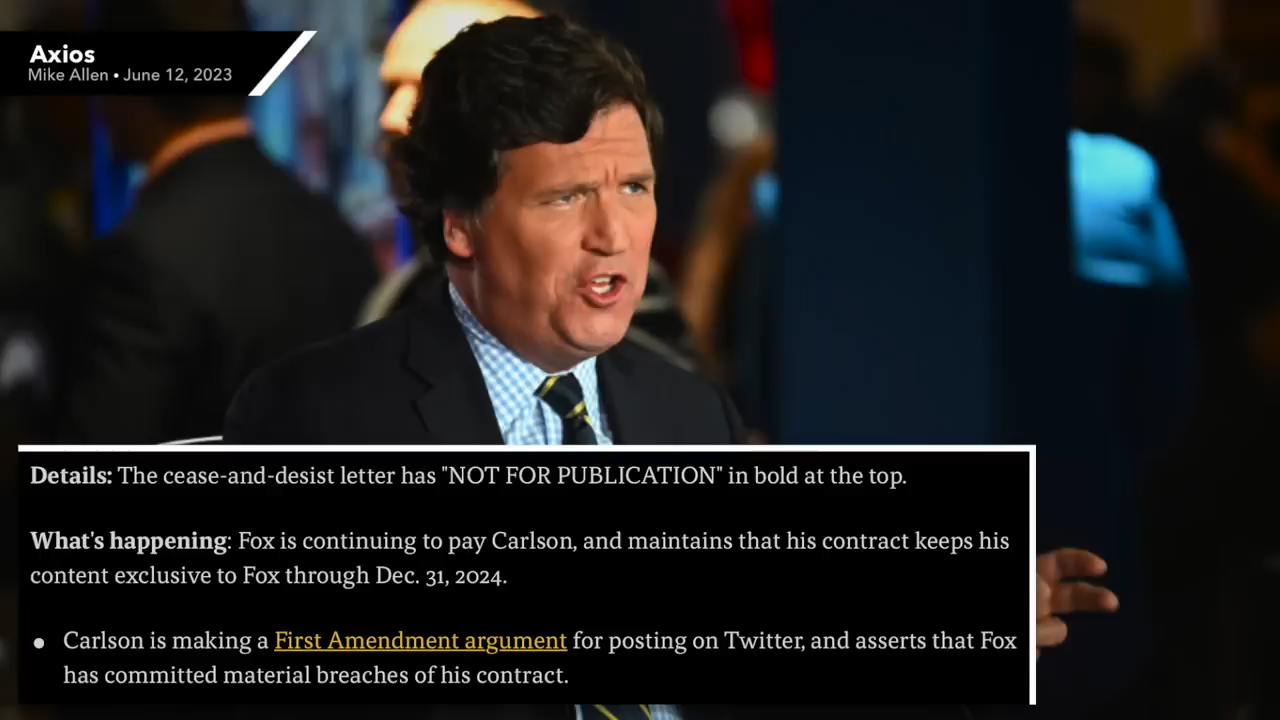 Axios
Mike Allen • June 12, 2023
Details: The cease-and-desist letter has "NOT FOR PUBLICATION" in bold at the top.
What's happening: Fox is continuing to pay Carlson, and maintains that his contract keeps his
content exclusive to Fox through Dec. 31, 2024.
• Carlson is making a First Amendment argument for posting on Twitter, and asserts that Fox
has committed material breaches of his contract.